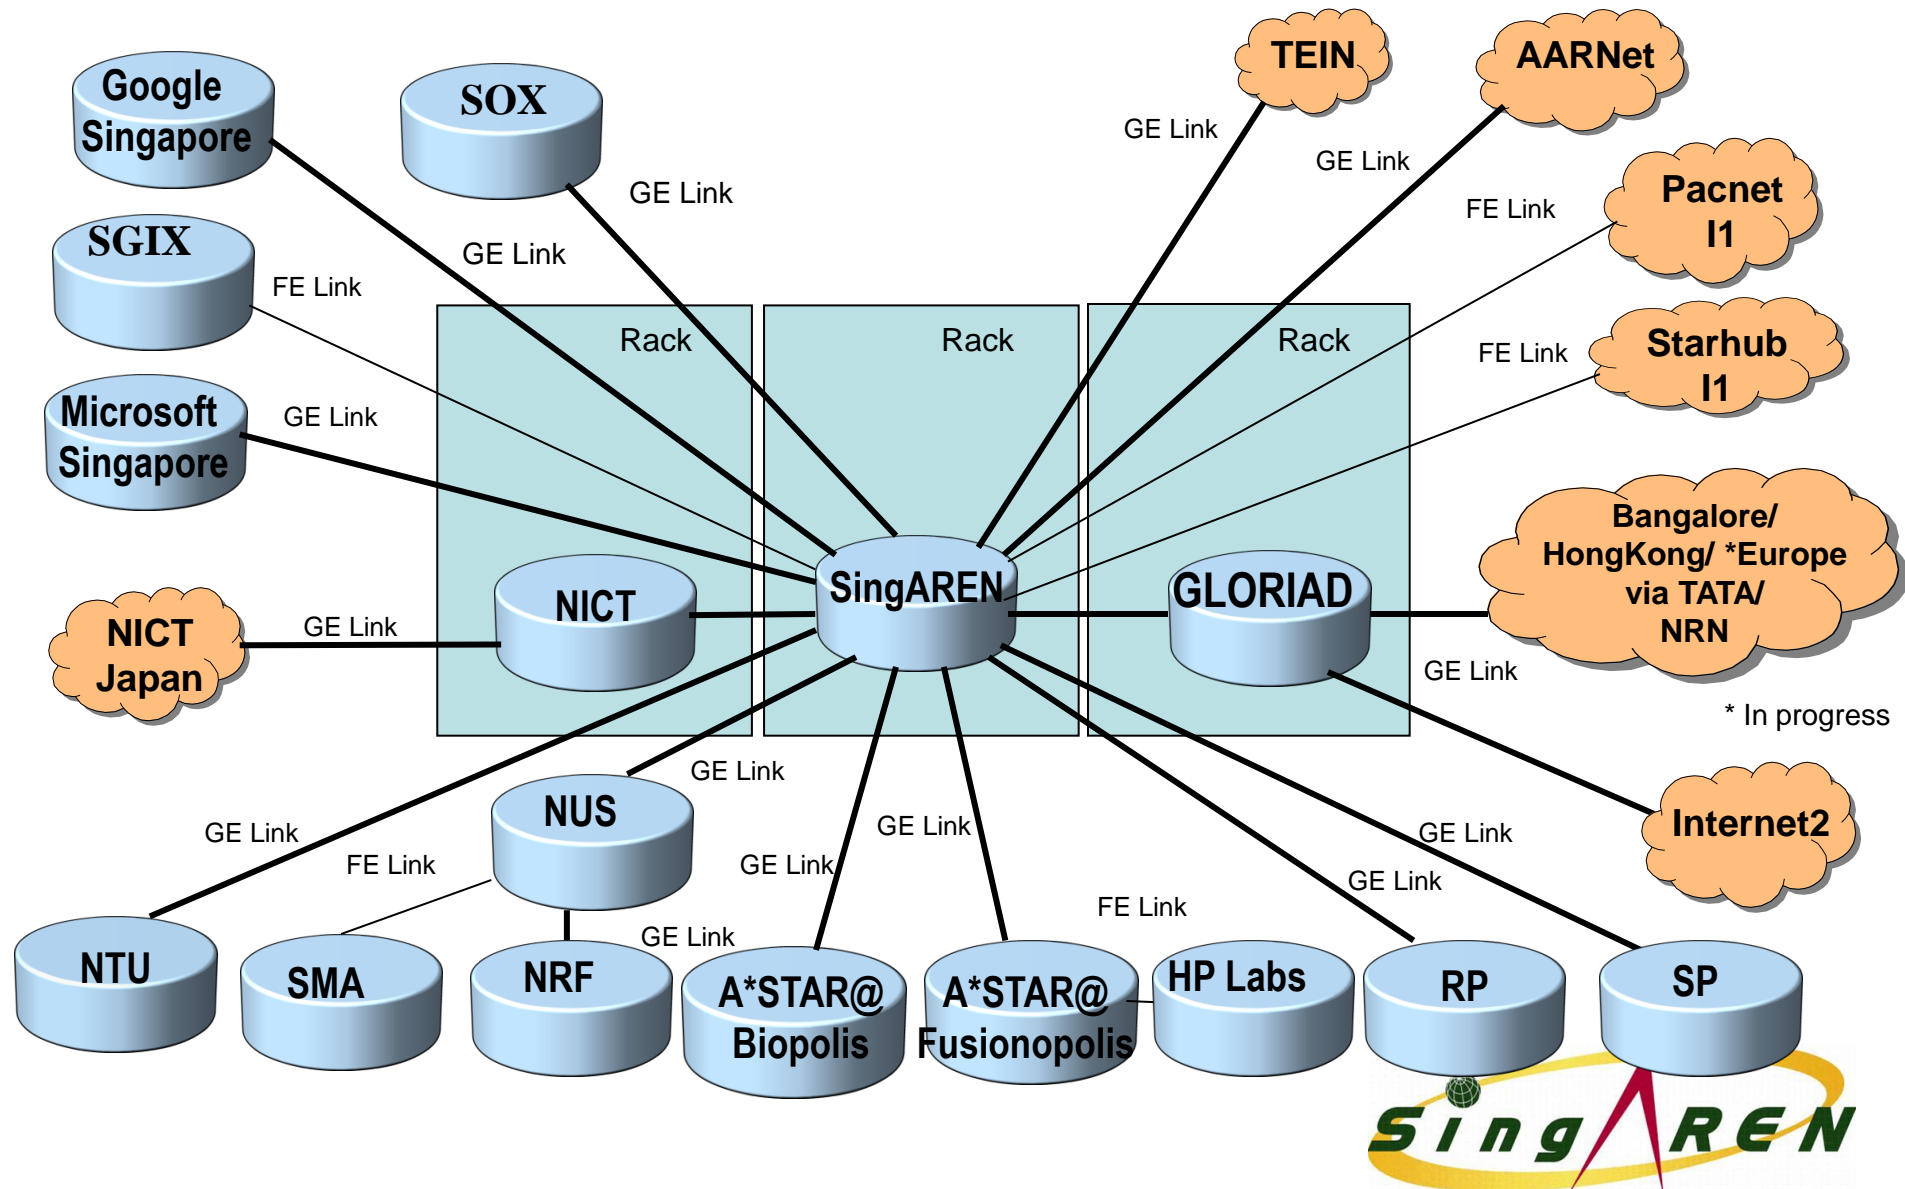 TEIN
AARNet
Google
Singapore
SOX
GE Link
GE Link
GE Link
Pacnet
I1
FE Link
SGIX
GE Link
FE Link
Rack
Rack
Rack
Starhub
I1
FE Link
Microsoft
Singapore
GE Link
Bangalore/
HongKong/ *Europe
via TATA/
NRN
SingAREN
GLORIAD
NICT
NICT
Japan
GE Link
GE Link
* In progress
GE Link
NUS
GE Link
GE Link
GE Link
Internet2
FE Link
GE Link
GE Link
FE Link
GE Link
NTU
SMA
NRF
A*STAR@
Biopolis
A*STAR@
Fusionopolis
HP Labs
RP
SP
SingAREN